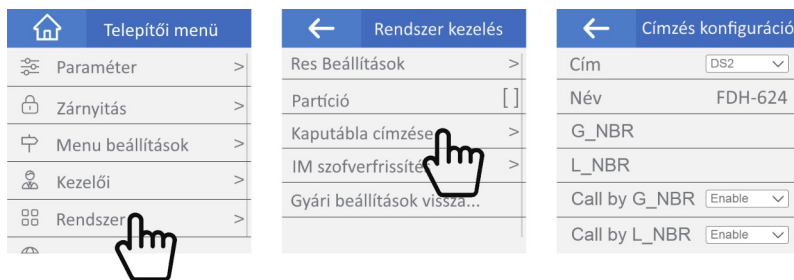 Telepítői menü
Paraméter >
Zárnyitás >
Menu beállítások >
Kezelői >
Rendszer >
Rendszer kezelés
Res Beállítások >
Partíció [ ]
Kaputábla címzése >
IM szofverfrissítés >
Gyári beállítások vissza...
Címzés konfiguráció
Cím DS2
Név FDH-624
G_NBR
L_NBR
Call by G_NBR Enable
Call by L_NBR Enable